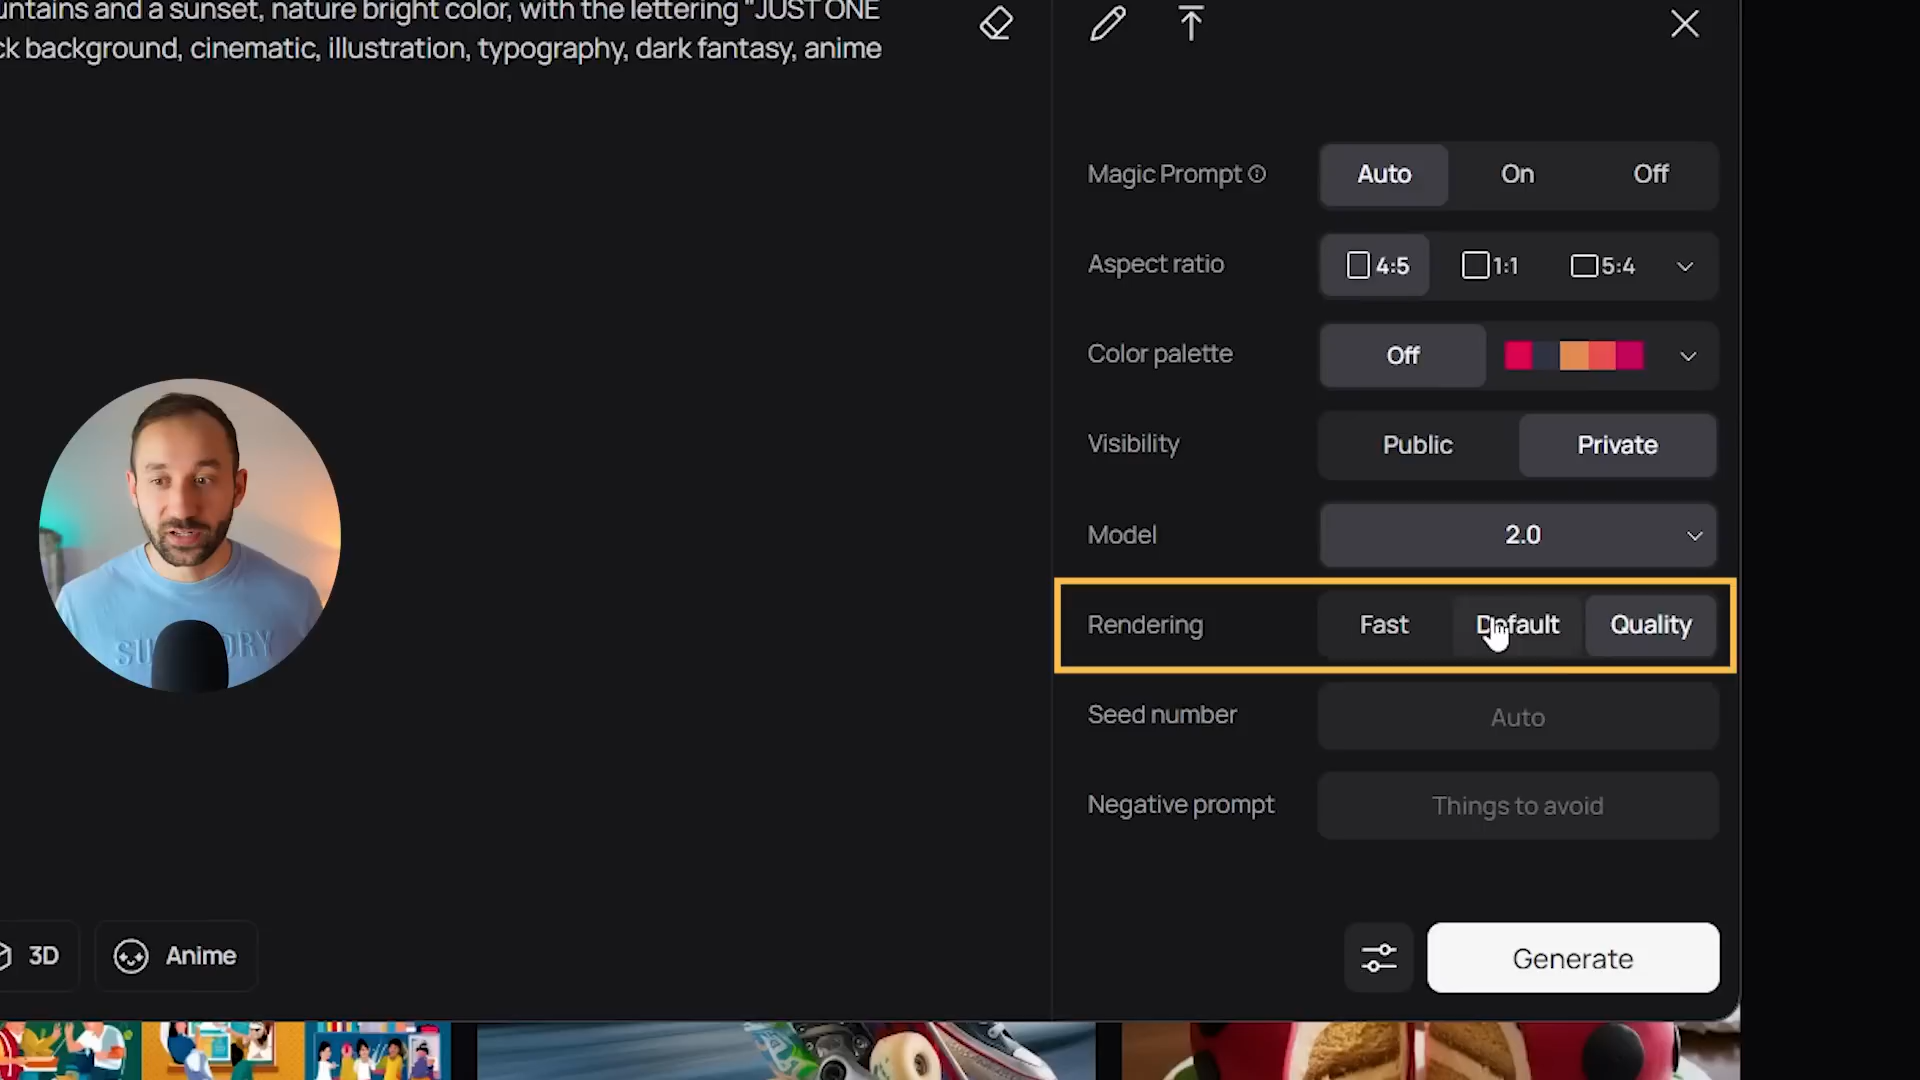 untains and a sunset, nature bright color, with the lettering "JUST ONE
ck background, cinematic, illustration, typography, dark fantasy, anime
Magic Prompt
Auto
On
Off
Aspect ratio
4:5
1:1
5:4
Color palette
Off
Visibility
Public
Private
Model
2.0
Rendering
Fast
Default
Quality
Seed number
Auto
Negative prompt
Things to avoid
3D
Anime
Generate